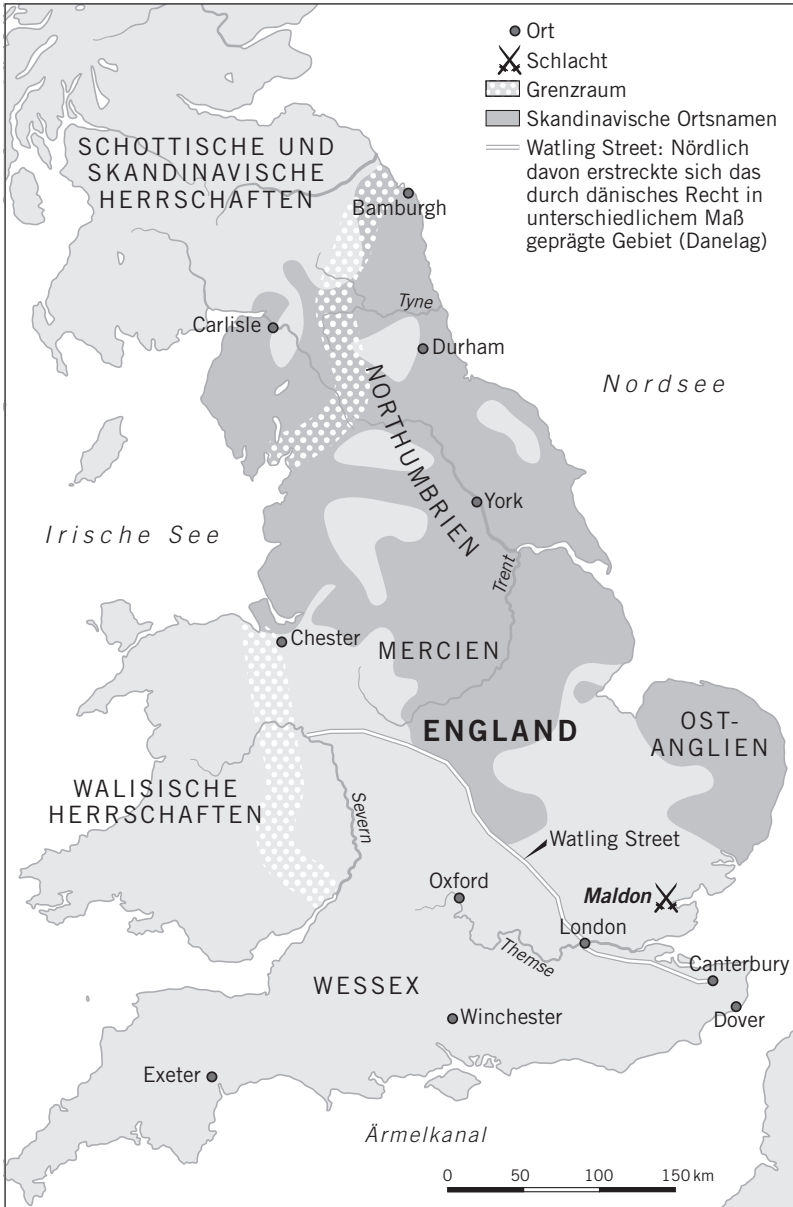 Ort
Schlacht
Grenzraum
Skandinavische Ortsnamen
Watling Street: Nördlich
davon erstreckte sich das
durch dänisches Recht in
unterschiedlichem Maß
geprägte Gebiet (Danelag)
SCHOTTISCHE UND
SKANDINAVISCHE
HERRSCHAFTEN
Bamburgh
Tyne
Carlisle
Durham
Nordsee
NORTHUMBRIEN
York
Irische See
Trent
Chester
MERCIEN
ENGLAND
OST-
ANGLIEN
WALISISCHE
HERRSCHAFTEN
Severn
Watling Street
Oxford
Maldon
London
Themse
Canterbury
WESSEX
Winchester
Dover
Exeter
Ärmelkanal
0 50 100 150 km